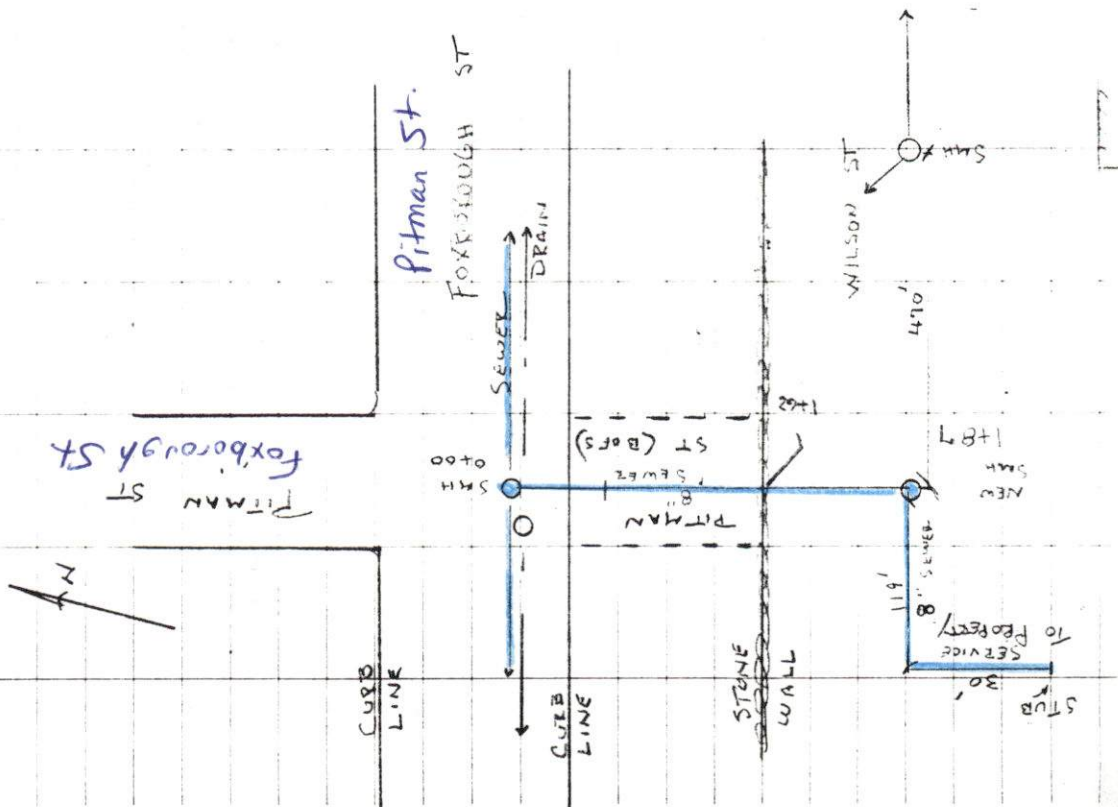 Pitman St.
FOXBOROUGH ST
SEWER
DRAIN
Foxborough St
PITMAN
ST
SMH
0+00
ST (B OF S)
8" SEWER
PITMAN
1+62
WILSON ST
SMH
470'
1+87
NEW
SMH
119'
8" SEWER
SERVICE
TO PROPERTY
30'
STUB
N
CURB
LINE
CURB
LINE
STONE
WALL